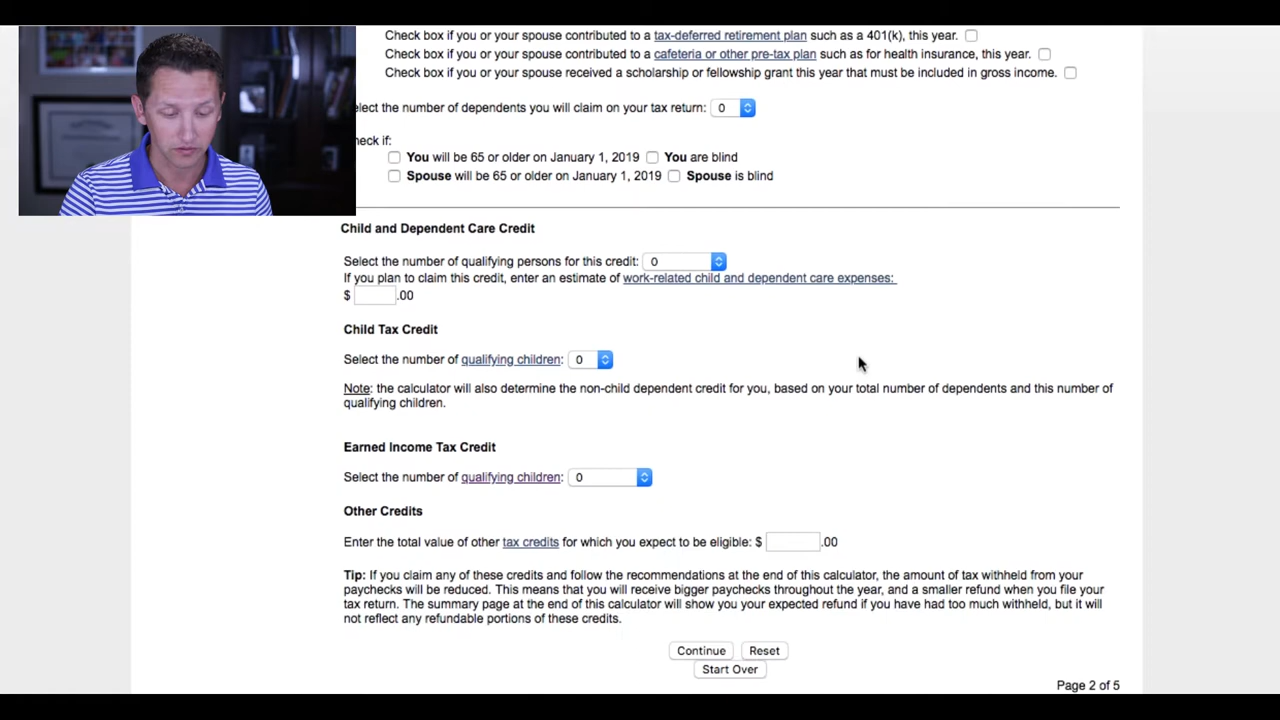 Check box if you or your spouse contributed to a tax-deferred retirement plan such as a 401(k), this year.
Check box if you or your spouse contributed to a cafeteria or other pre-tax plan such as for health insurance, this year.
Check box if you or your spouse received a scholarship or fellowship grant this year that must be included in gross income.
elect the number of dependents you will claim on your tax return: 0
heck if:
You will be 65 or older on January 1, 2019 You are blind
Spouse will be 65 or older on January 1, 2019 Spouse is blind
Child and Dependent Care Credit
Select the number of qualifying persons for this credit: 0
If you plan to claim this credit, enter an estimate of work-related child and dependent care expenses:
$ .00
Child Tax Credit
Select the number of qualifying children: 0
Note: the calculator will also determine the non-child dependent credit for you, based on your total number of dependents and this number of
qualifying children.
Earned Income Tax Credit
Select the number of qualifying children: 0
Other Credits
Enter the total value of other tax credits for which you expect to be eligible: $ .00
Tip: If you claim any of these credits and follow the recommendations at the end of this calculator, the amount of tax withheld from your
paychecks will be reduced. This means that you will receive bigger paychecks throughout the year, and a smaller refund when you file your
tax return. The summary page at the end of this calculator will show you your expected refund if you have had too much withheld, but it will
not reflect any refundable portions of these credits.
Continue Reset
Start Over
Page 2 of 5